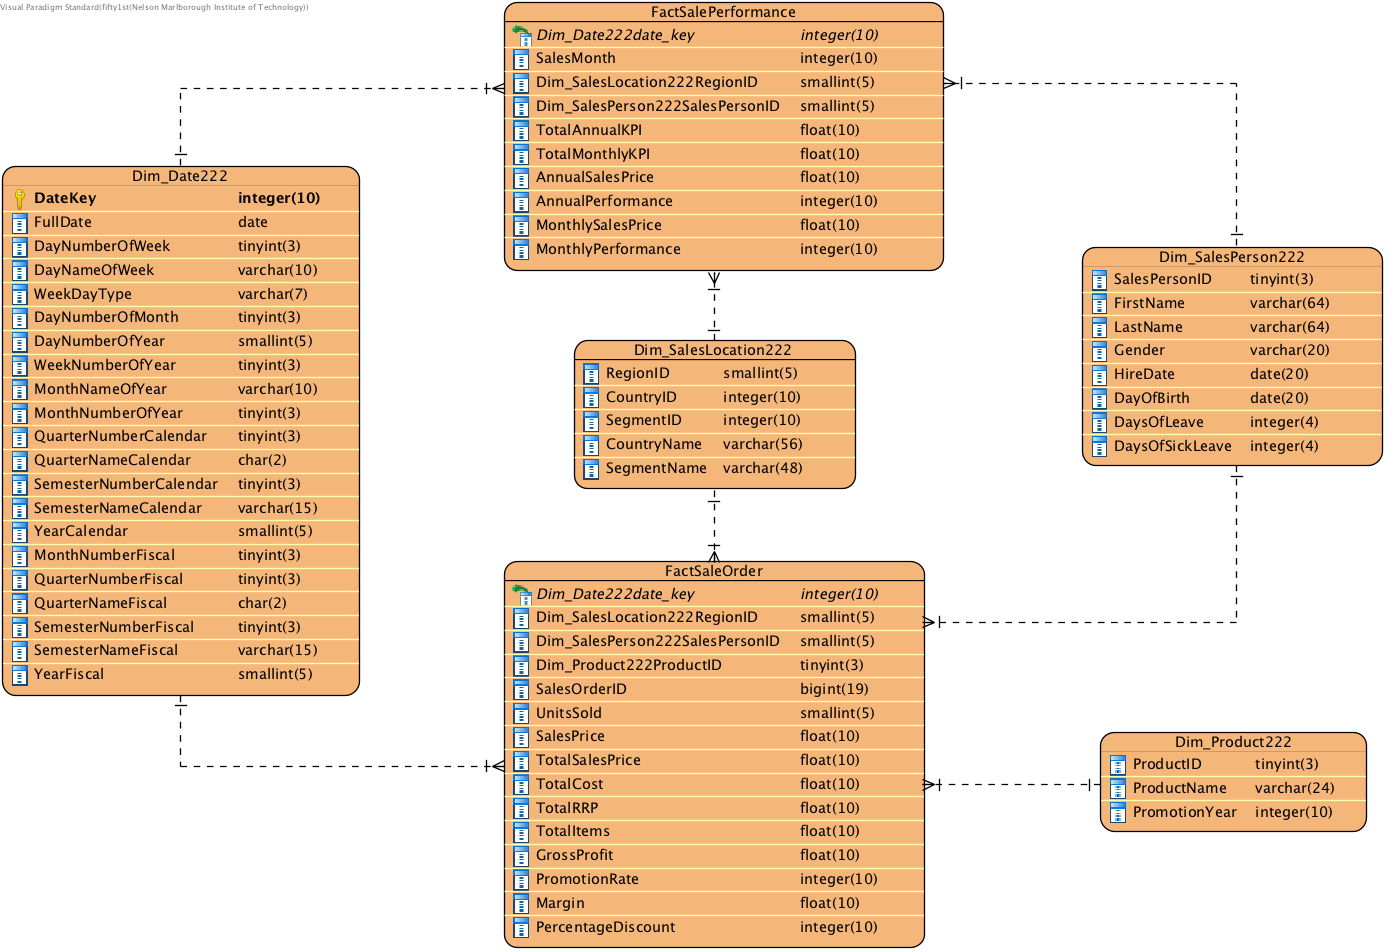 Visual Paradigm Standard(fifty1st(Nelson Marlborough Institute of Technology))
FactSalePerformance
Dim_Date222date_key integer(10)
SalesMonth integer(10)
Dim_SalesLocation222RegionID smallint(5)
Dim_SalesPerson222SalesPersonID smallint(5)
TotalAnnualKPI float(10)
TotalMonthlyKPI float(10)
AnnualSalesPrice float(10)
AnnualPerformance integer(10)
MonthlySalesPrice float(10)
MonthlyPerformance integer(10)
Dim_Date222
DateKey integer(10)
FullDate date
DayNumberOfWeek tinyint(3)
DayNameOfWeek varchar(10)
WeekDayType varchar(7)
DayNumberOfMonth tinyint(3)
DayNumberOfYear smallint(5)
WeekNumberOfYear tinyint(3)
MonthNameOfYear varchar(10)
MonthNumberOfYear tinyint(3)
QuarterNumberCalendar tinyint(3)
QuarterNameCalendar char(2)
SemesterNumberCalendar tinyint(3)
SemesterNameCalendar varchar(15)
YearCalendar smallint(5)
MonthNumberFiscal tinyint(3)
QuarterNumberFiscal tinyint(3)
QuarterNameFiscal char(2)
SemesterNumberFiscal tinyint(3)
SemesterNameFiscal varchar(15)
YearFiscal smallint(5)
Dim_SalesLocation222
RegionID smallint(5)
CountryID integer(10)
SegmentID integer(10)
CountryName varchar(56)
SegmentName varchar(48)
Dim_SalesPerson222
SalesPersonID tinyint(3)
FirstName varchar(64)
LastName varchar(64)
Gender varchar(20)
HireDate date(20)
DayOfBirth date(20)
DaysOfLeave integer(4)
DaysOfSickLeave integer(4)
FactSaleOrder
Dim_Date222date_key integer(10)
Dim_SalesLocation222RegionID smallint(5)
Dim_SalesPerson222SalesPersonID smallint(5)
Dim_Product222ProductID tinyint(3)
SalesOrderID bigint(19)
UnitsSold smallint(5)
SalesPrice float(10)
TotalSalesPrice float(10)
TotalCost float(10)
TotalRRP float(10)
TotalItems float(10)
GrossProfit float(10)
PromotionRate integer(10)
Margin float(10)
PercentageDiscount integer(10)
Dim_Product222
ProductID tinyint(3)
ProductName varchar(24)
PromotionYear integer(10)